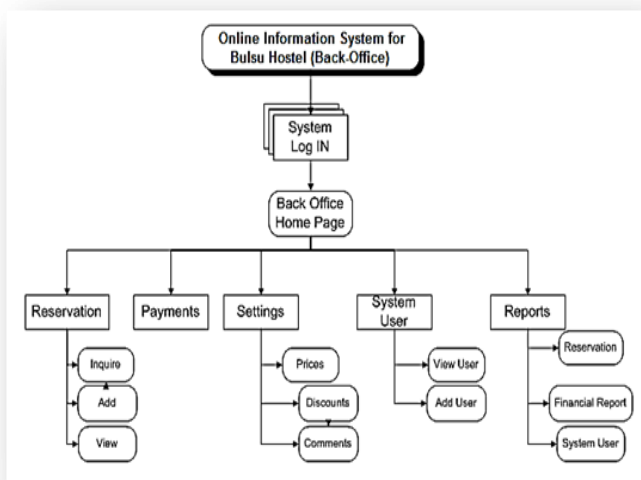 Online Information System for
Bulsu Hostel (Back-Office)
System
Log IN
Back Office
Home Page
Reservation
Payments
Settings
System
User
Reports
Inquire
Add
View
Prices
Discounts
Comments
View User
Add User
Reservation
Financial Report
System User